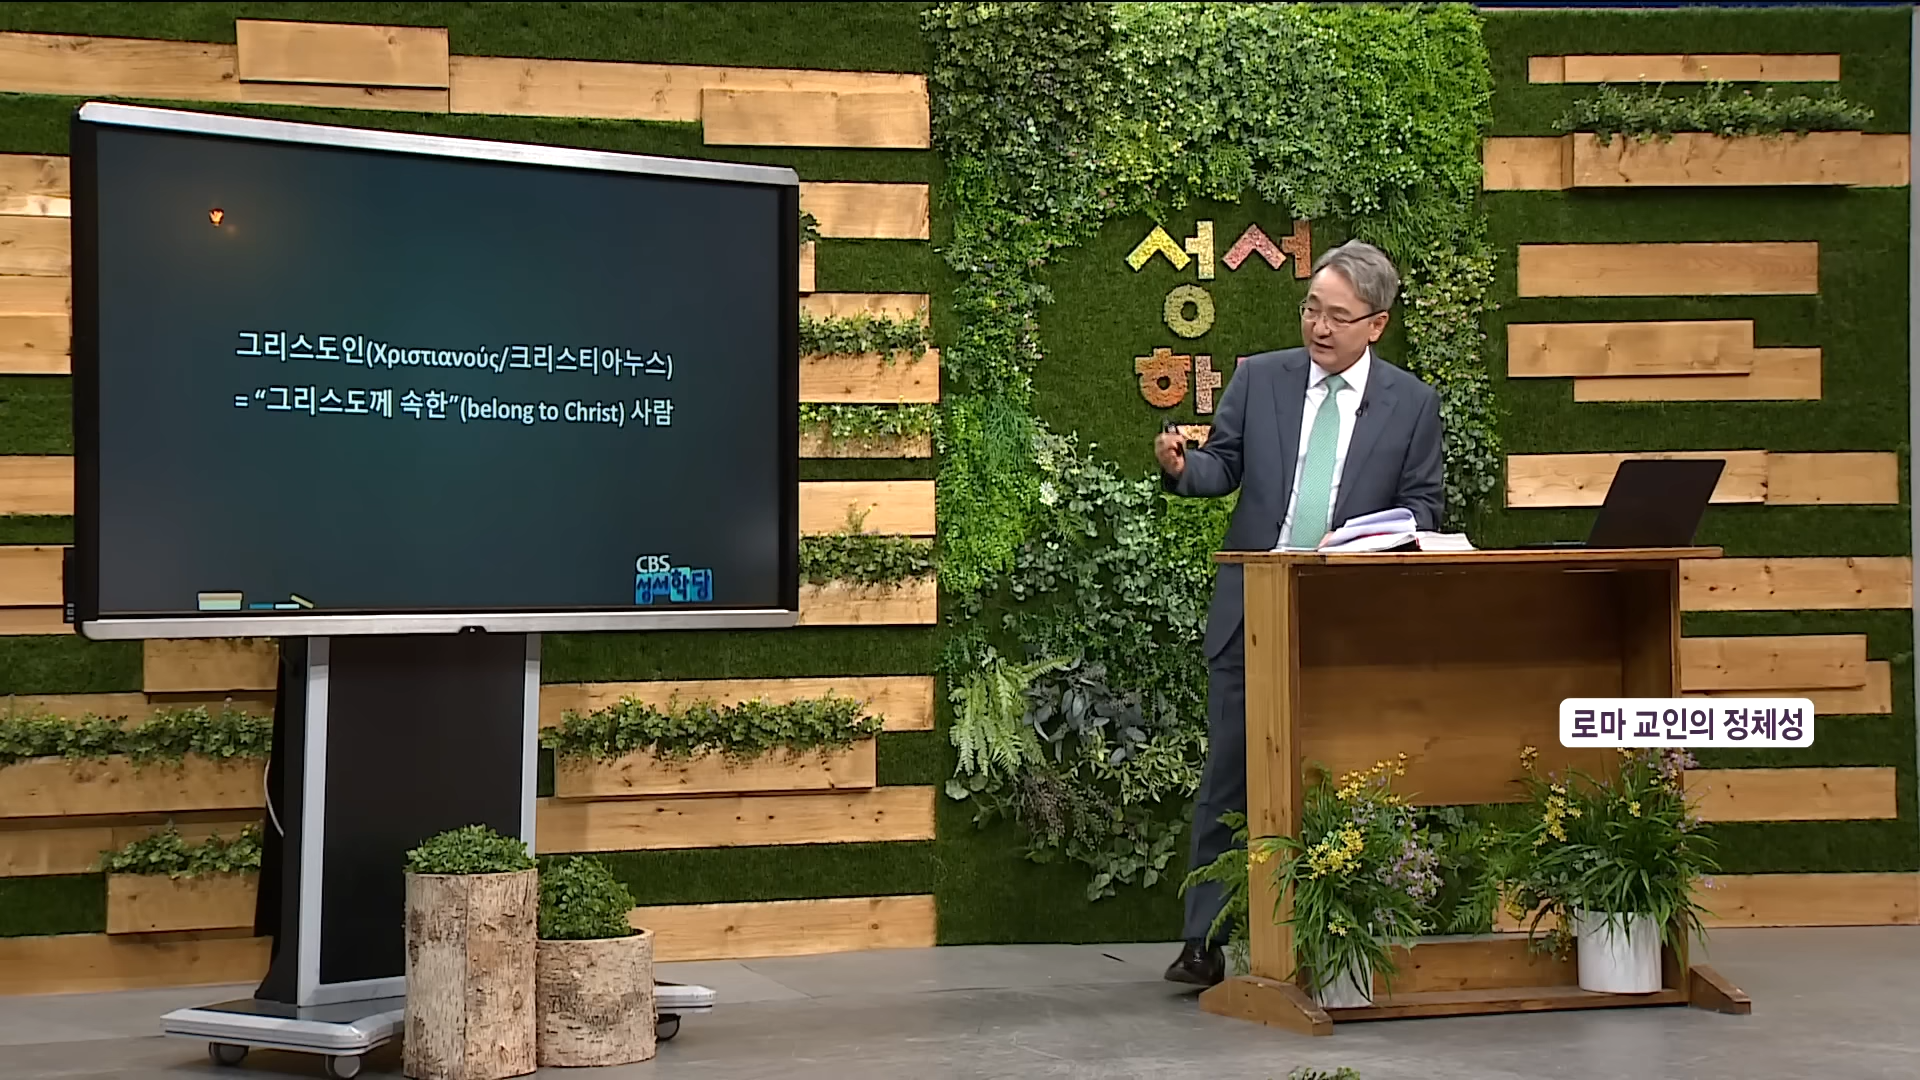 그리스도인(Χριστιανούς/크리스티아누스)
= “그리스도께 속한”(belong to Christ) 사람
CBS
성서학당
성서
로마 교인의 정체성